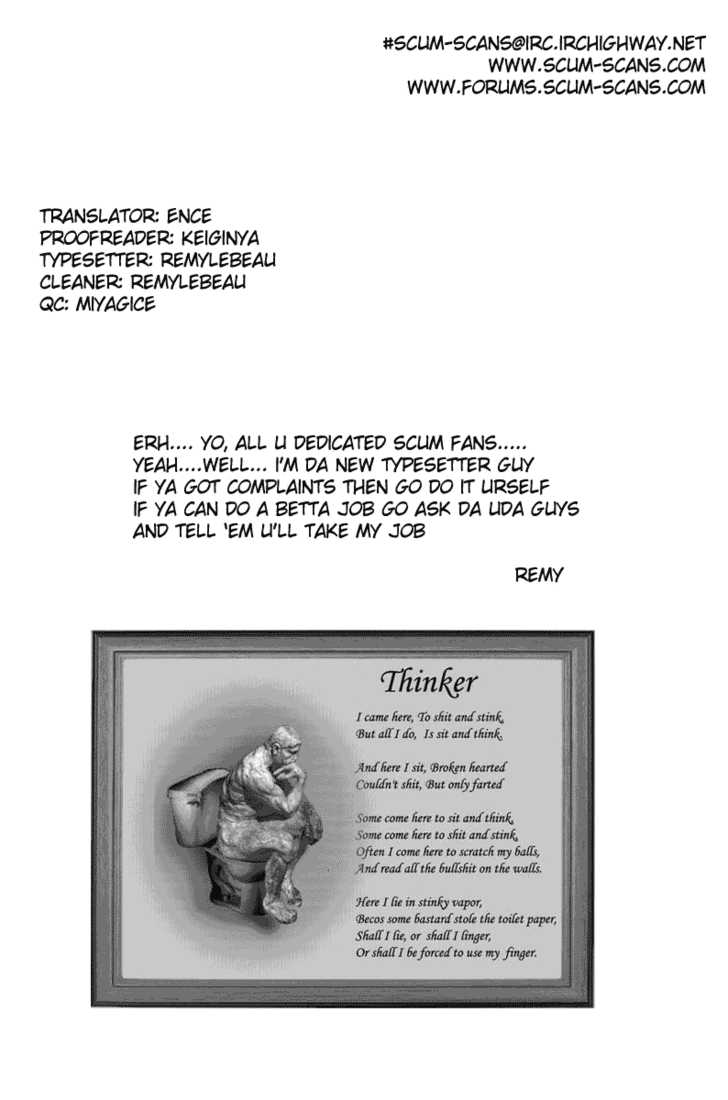 #SCUM-SCANS@IRC.IRCHIGHWAY.NET
WWW.SCUM-SCANS.COM
WWW.FORUMS.SCUM-SCANS.COM
TRANSLATOR: ENCE
PROOFREADER: KEIGINYA
TYPESETTER: REMYLEBEAU
CLEANER: REMYLEBEAU
QC: MIYAGICE
ERH.... YO, ALL U DEDICATED SCUM FANS.....
YEAH....WELL... I'M DA NEW TYPESETTER GUY
IF YA GOT COMPLAINTS THEN GO DO IT URSELF
IF YA CAN DO A BETTA JOB GO ASK DA UDA GUYS
AND TELL 'EM U'LL TAKE MY JOB
REMY
Thinker
I came here, To shit and stink,
But all I do, Is sit and think.
And here I sit, Broken hearted
Couldn't shit, But only farted
Some come here to sit and think,
Some come here to shit and stink,
Often I come here to scratch my balls,
And read all the bullshit on the walls.
Here I lie in stinky vapor,
Becos some bastard stole the toilet paper,
Shall I lie, or shall I linger,
Or shall I be forced to use my finger.